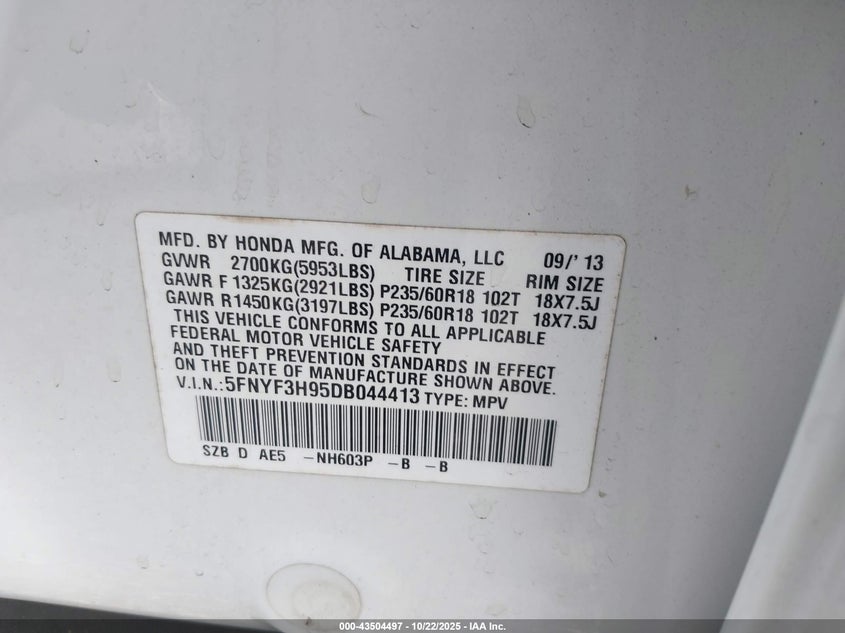 MFD. BY HONDA MFG. OF ALABAMA, LLC 09/'13
GVWR 2700KG(5953LBS) TIRE SIZE RIM SIZE
GAWR F1325KG(2921LBS) P235/60R18 102T 18X7.5J
GAWR R1450KG(3197LBS) P235/60R18 102T 18X7.5J
THIS VEHICLE CONFORMS TO ALL APPLICABLE
FEDERAL MOTOR VEHICLE SAFETY
AND THEFT PREVENTION STANDARDS IN EFFECT
ON THE DATE OF MANUFACTURE SHOWN ABOVE.
V.I.N.:5FNYF3H95DB044413 TYPE: MPV
SZB D AE5 -NH603P -B -B
000-43504497 - 10/22/2025 - IAA Inc.